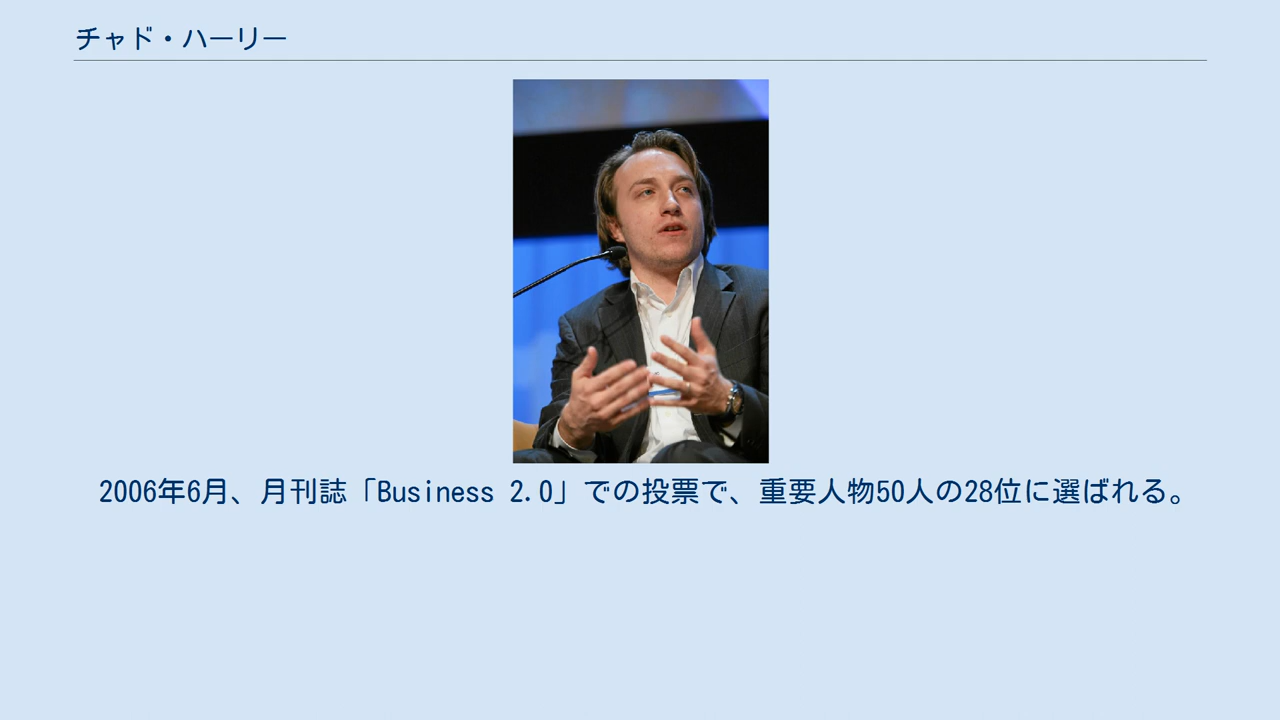 チャド・ハーリー
2006年6月、月刊誌「Business 2.0」での投票で、重要人物50人の28位に選ばれる。